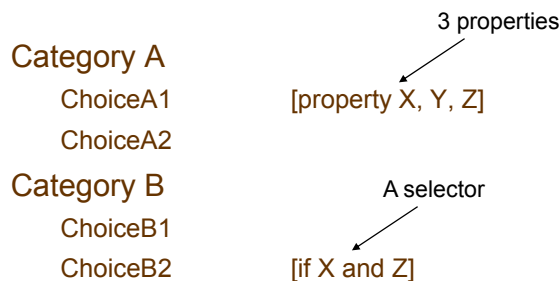 3 properties
Category A
ChoiceA1 [property X, Y, Z]
ChoiceA2
Category B
A selector
ChoiceB1
ChoiceB2 [if X and Z]